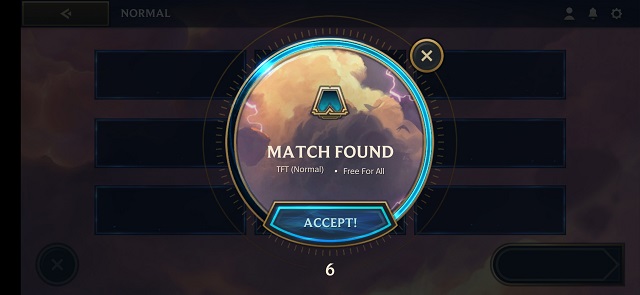 NORMAL
MATCH FOUND
TFT (Normal) • Free For All
ACCEPT!
6